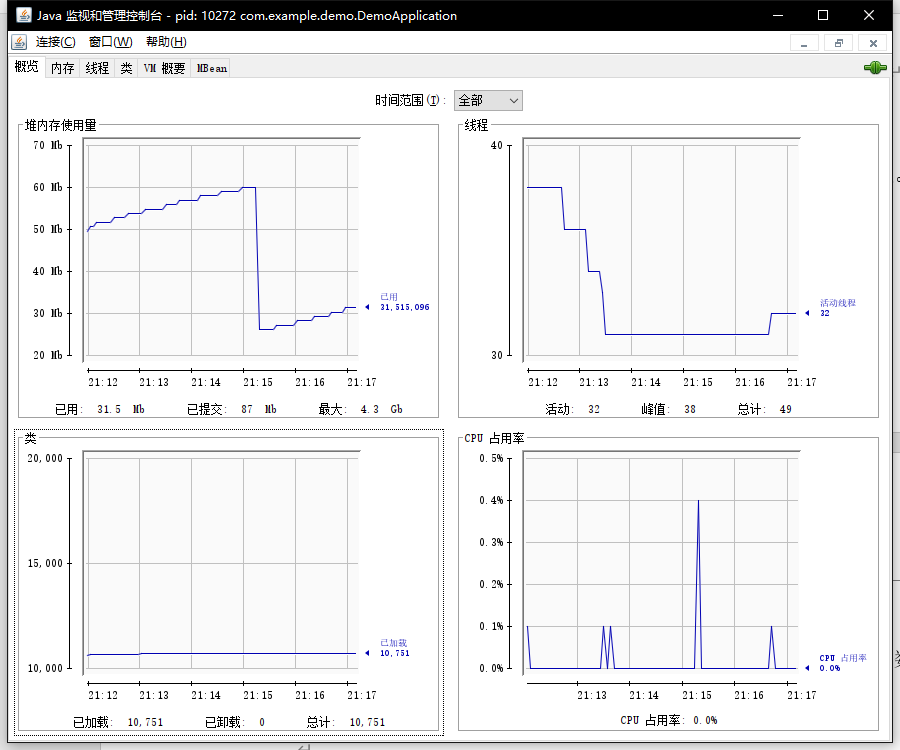 Java 监视和管理控制台 - pid: 10272 com.example.demo.DemoApplication
连接(C) 窗口(W) 帮助(H)
概览 内存 线程 类 VM 概要 MBean
时间范围(T): 全部
堆内存使用量
70 Mb
60 Mb
50 Mb
40 Mb
30 Mb
20 Mb
已用
31,515,096
21:12 21:13 21:14 21:15 21:16 21:17
已用: 31.5 Mb 已提交: 87 Mb 最大: 4.3 Gb
线程
40
30
活动线程
32
21:12 21:13 21:14 21:15 21:16 21:17
活动: 32 峰值: 38 总计: 49
类
20,000
15,000
10,000
已加载
10,751
21:12 21:13 21:14 21:15 21:16 21:17
已加载: 10,751 已卸载: 0 总计: 10,751
CPU 占用率
0.5%
0.4%
0.3%
0.2%
0.1%
0.0%
CPU 占用率
0.0%
21:13 21:14 21:15 21:16 21:17
CPU 占用率: 0.0%